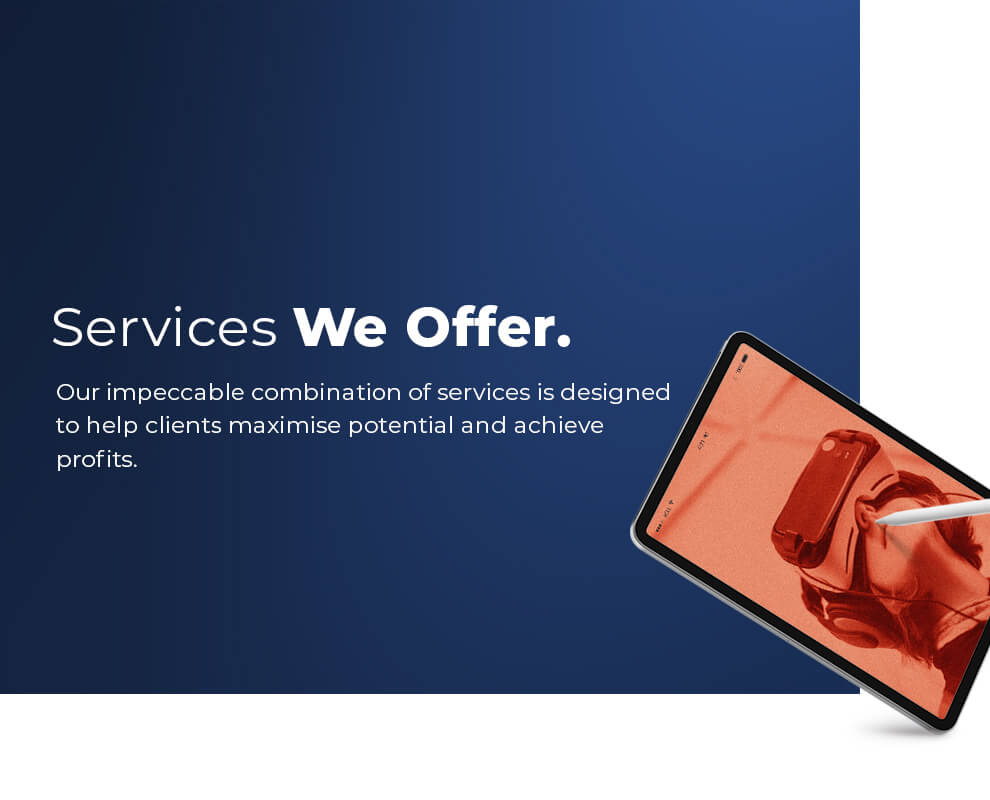 Services We Offer.
Our impeccable combination of services is designed
to help clients maximise potential and achieve
profits.